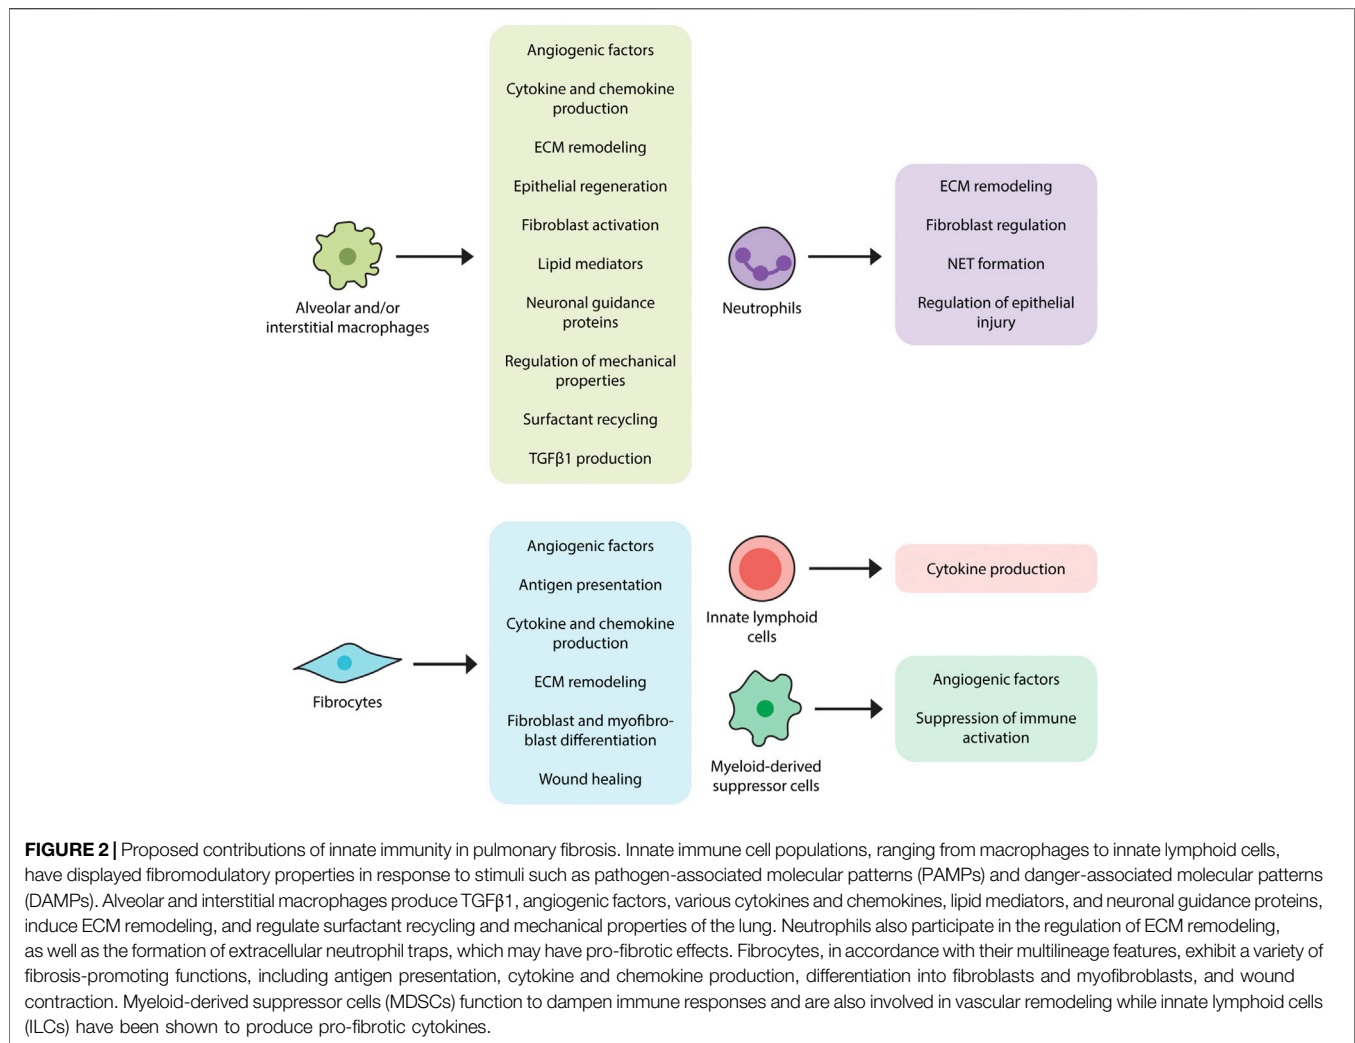 Angiogenic factors
Cytokine and chemokine
production
ECM remodeling
Epithelial regeneration
Fibroblast activation
Lipid mediators
Neuronal guidance
proteins
Regulation of mechanical
properties
Surfactant recycling
TGFβ1 production
Alveolar and/or
interstitial macrophages
ECM remodeling
Fibroblast regulation
NET formation
Regulation of epithelial
injury
Neutrophils
Angiogenic factors
Antigen presentation
Cytokine and chemokine
production
ECM remodeling
Fibroblast and myofibro-
blast differentiation
Wound healing
Fibrocytes
Cytokine production
Innate lymphoid
cells
Angiogenic factors
Suppression of immune
activation
Myeloid-derived
suppressor cells
FIGURE 2 | Proposed contributions of innate immunity in pulmonary fibrosis. Innate immune cell populations, ranging from macrophages to innate lymphoid cells,
have displayed fibromodulatory properties in response to stimuli such as pathogen-associated molecular patterns (PAMPs) and danger-associated molecular patterns
(DAMPs). Alveolar and interstitial macrophages produce TGFβ1, angiogenic factors, various cytokines and chemokines, lipid mediators, and neuronal guidance proteins,
induce ECM remodeling, and regulate surfactant recycling and mechanical properties of the lung. Neutrophils also participate in the regulation of ECM remodeling,
as well as the formation of extracellular neutrophil traps, which may have pro-fibrotic effects. Fibrocytes, in accordance with their multilineage features, exhibit a variety of
fibrosis-promoting functions, including antigen presentation, cytokine and chemokine production, differentiation into fibroblasts and myofibroblasts, and wound
contraction. Myeloid-derived suppressor cells (MDSCs) function to dampen immune responses and are also involved in vascular remodeling while innate lymphoid cells
(ILCs) have been shown to produce pro-fibrotic cytokines.